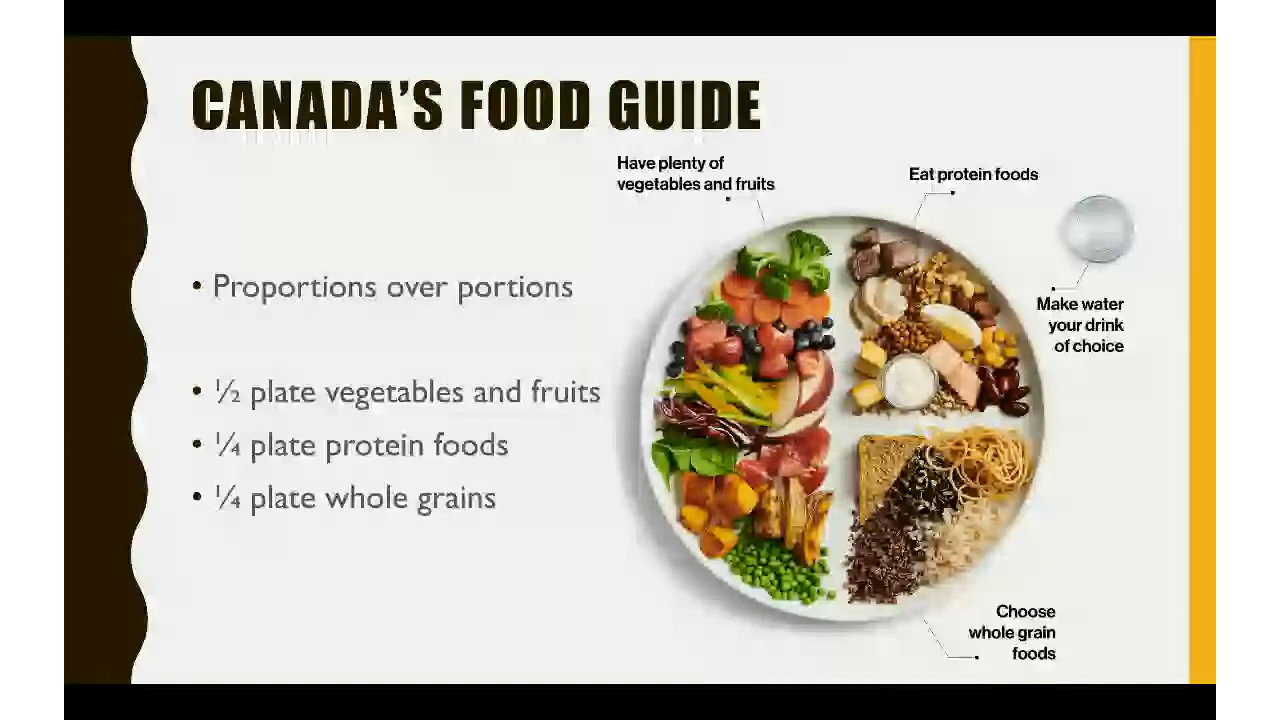 CANADA'S FOOD GUIDE
Have plenty of
vegetables and fruits
Eat protein foods
Make water
your drink
of choice
• Proportions over portions
• ½ plate vegetables and fruits
• ¼ plate protein foods
• ¼ plate whole grains
Choose
whole grain
foods